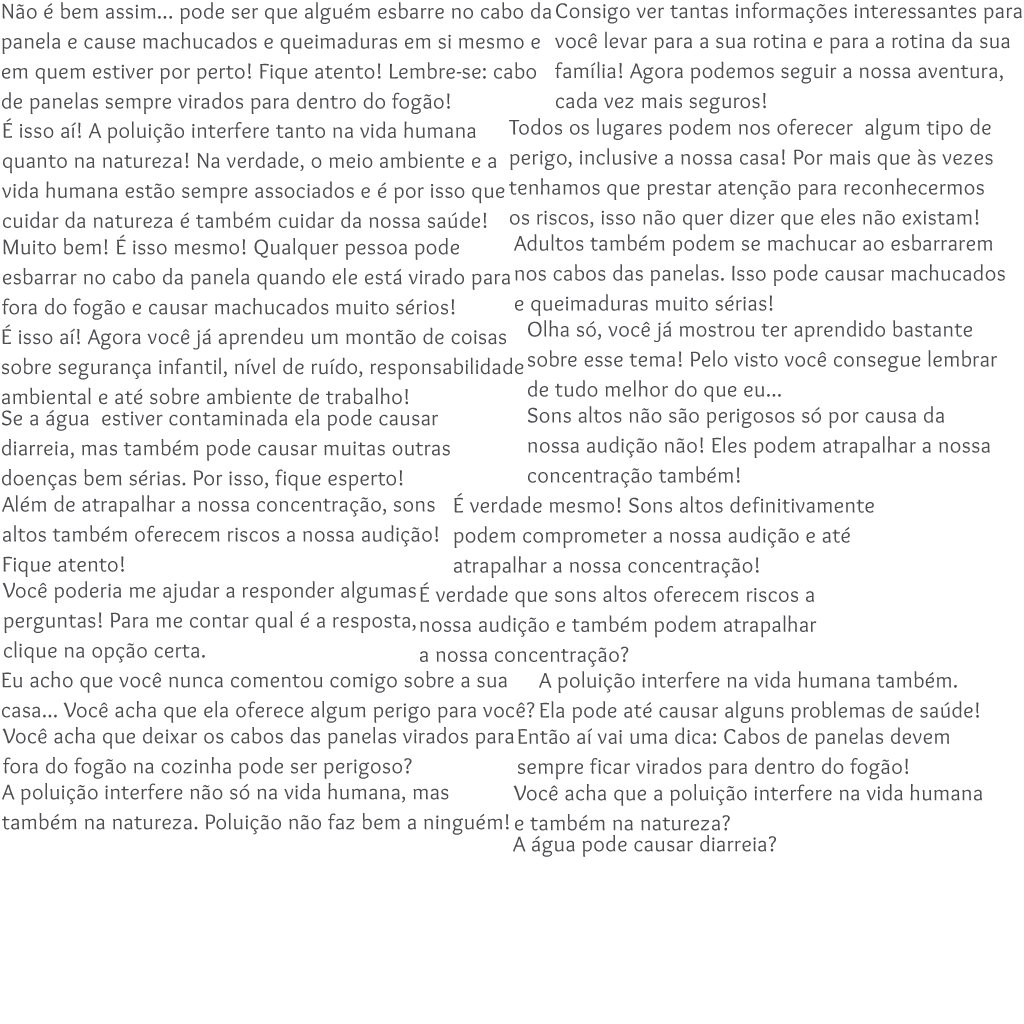 Não é bem assim... pode ser que alguém esbarre no cabo da
panela e cause machucados e queimaduras em si mesmo e
em quem estiver por perto! Fique atento! Lembre-se: cabo
de panelas sempre virados para dentro do fogão!
Consigo ver tantas informações interessantes para
você levar para a sua rotina e para a rotina da sua
família! Agora podemos seguir a nossa aventura,
cada vez mais seguros!
É isso aí! A poluição interfere tanto na vida humana
quanto na natureza! Na verdade, o meio ambiente e a
vida humana estão sempre associados e é por isso que
cuidar da natureza é também cuidar da nossa saúde!
Todos os lugares podem nos oferecer  algum tipo de
perigo, inclusive a nossa casa! Por mais que às vezes
tenhamos que prestar atenção para reconhecermos
os riscos, isso não quer dizer que eles não existam!
Muito bem! É isso mesmo! Qualquer pessoa pode
esbarrar no cabo da panela quando ele está virado para
fora do fogão e causar machucados muito sérios!
Adultos também podem se machucar ao esbarrarem
nos cabos das panelas. Isso pode causar machucados
e queimaduras muito sérias!
É isso aí! Agora você já aprendeu um montão de coisas
sobre segurança infantil, nível de ruído, responsabilidade
ambiental e até sobre ambiente de trabalho!
Olha só, você já mostrou ter aprendido bastante
sobre esse tema! Pelo visto você consegue lembrar
de tudo melhor do que eu...
Se a água  estiver contaminada ela pode causar
diarreia, mas também pode causar muitas outras
doenças bem sérias. Por isso, fique esperto!
Sons altos não são perigosos só por causa da
nossa audição não! Eles podem atrapalhar a nossa
concentração também!
Além de atrapalhar a nossa concentração, sons
altos também oferecem riscos a nossa audição!
Fique atento!
É verdade mesmo! Sons altos definitivamente
podem comprometer a nossa audição e até
atrapalhar a nossa concentração!
Você poderia me ajudar a responder algumas
perguntas! Para me contar qual é a resposta,
clique na opção certa.
É verdade que sons altos oferecem riscos a
nossa audição e também podem atrapalhar
a nossa concentração?
Eu acho que você nunca comentou comigo sobre a sua
casa... Você acha que ela oferece algum perigo para você?
A poluição interfere na vida humana também.
Ela pode até causar alguns problemas de saúde!
Você acha que deixar os cabos das panelas virados para
fora do fogão na cozinha pode ser perigoso?
Então aí vai uma dica: Cabos de panelas devem
sempre ficar virados para dentro do fogão!
A poluição interfere não só na vida humana, mas
também na natureza. Poluição não faz bem a ninguém!
Você acha que a poluição interfere na vida humana
e também na natureza?
A água pode causar diarreia?